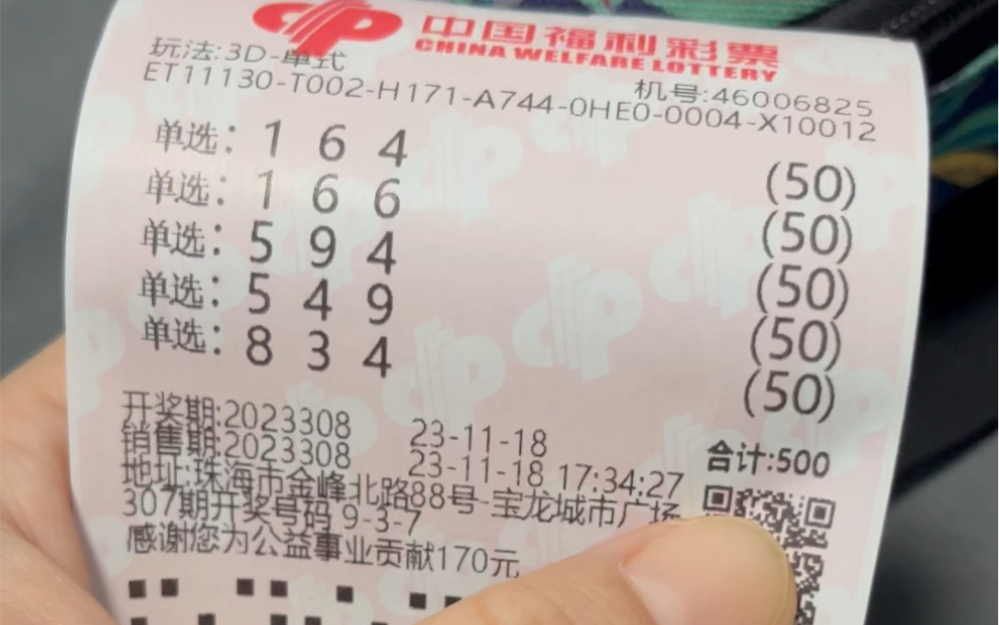 中国福利彩票
CHINA WELFARE LOTTERY
玩法:3D-单式
机号:46006825
ET11130-T002-H171-A744-0HE0-0004-X10012
单选: 1 6 4 (50)
单选: 1 6 6 (50)
单选: 5 9 4 (50)
单选: 5 4 9 (50)
单选: 8 3 4 (50)
开奖期:2023308 23-11-18
销售期:2023308 23-11-18 17:34:27
合计:500
地址:珠海市金峰北路88号-宝龙城市广场
307期开奖号码 9-3-7
感谢您为公益事业贡献170元